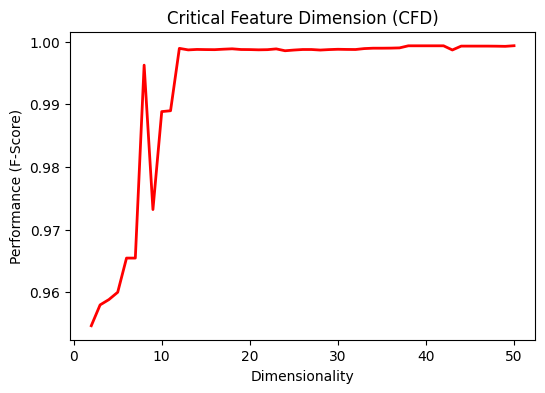 Critical Feature Dimension (CFD)
Performance (F-Score)
1.00
0.99
0.98
0.97
0.96
0 10 20 30 40 50
Dimensionality